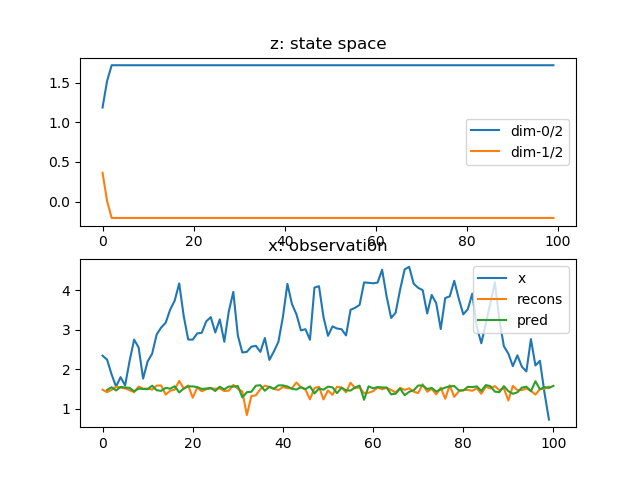 z: state space
1.5
1.0
0.5
0.0
dim-0/2
dim-1/2
0 20 40 60 80 100
x: observation
4
3
2
1
x
recons
pred
0 20 40 60 80 100